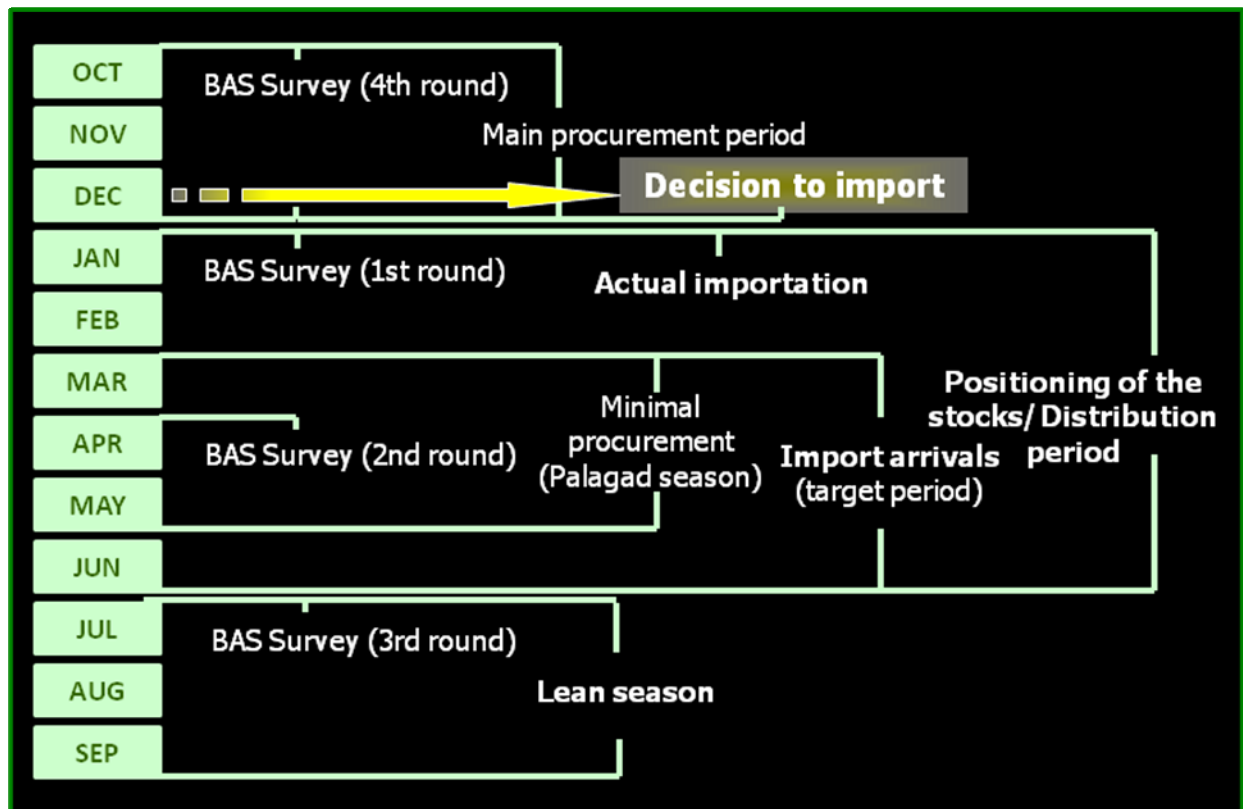 OCT
BAS Survey (4th round)
NOV
Main procurement period
DEC
Decision to import
JAN
BAS Survey (1st round)
Actual importation
FEB
MAR
Minimal
procurement
(Palagad season)
Import arrivals
(target period)
Positioning of the
stocks/ Distribution
period
APR
BAS Survey (2nd round)
MAY
JUN
JUL
BAS Survey (3rd round)
AUG
Lean season
SEP